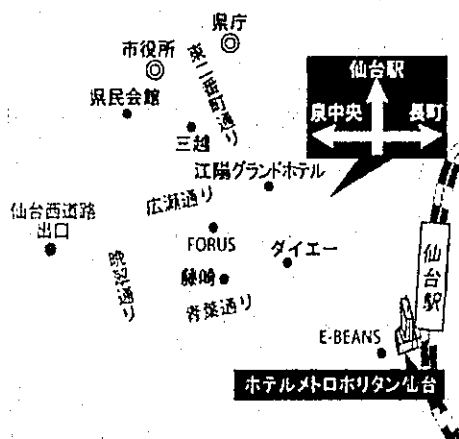 県庁
市役所
東二番町通り
仙台駅
県民会館
泉中央
長町
三越
江陽グランドホテル
広瀬通り
仙台西道路
出口
FORUS
ダイエー
仙台駅
晩翠通り
藤崎
青葉通り
E-BEANS
ホテルメトロポリタン仙台